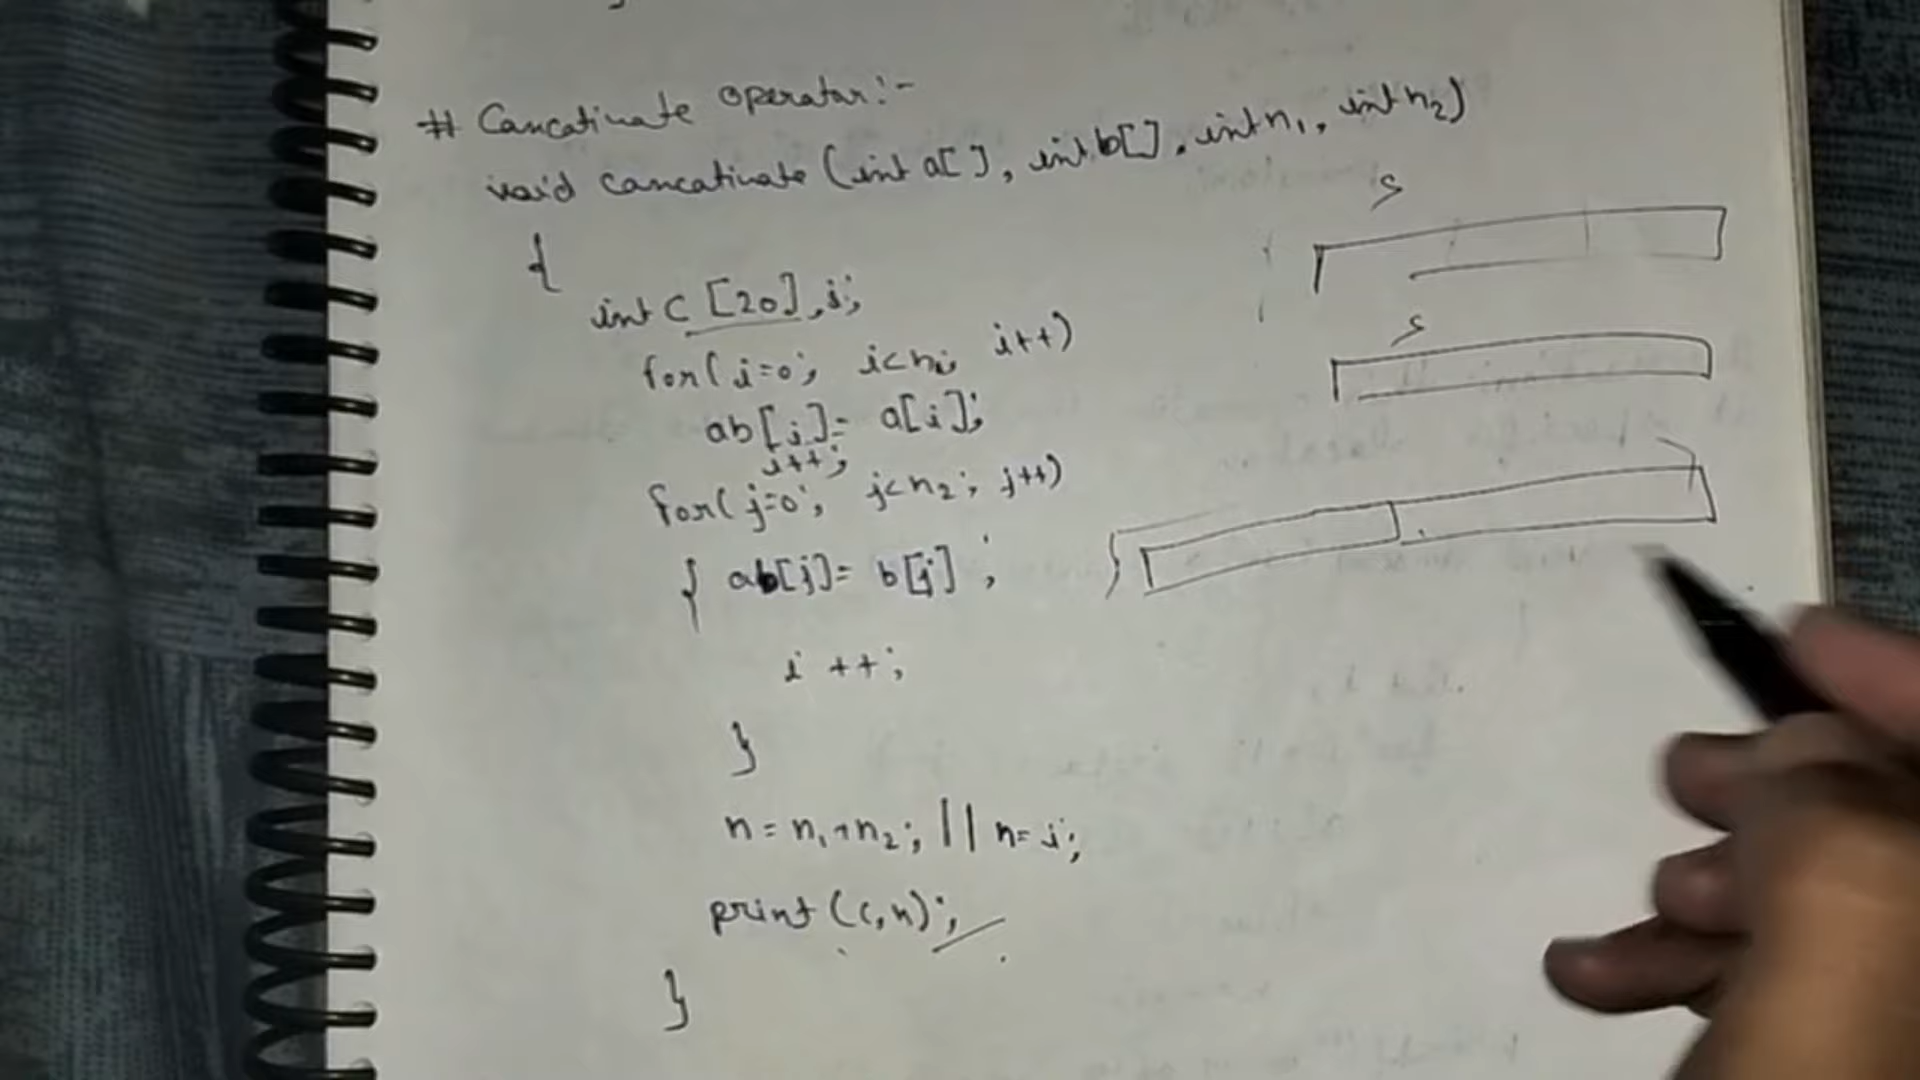 # Cancatinate operatar:-
void cancatinate (int a[], int b[], int n1, int n2)
{
int C [20], i;
for(i=0; i<n1; i++)
ab[i]= a[i];
i++;
for(j=0; j<n2; j++)
{ ab[j]= b[j] ;
i ++;
}
n = n1+n2; || n= i;
print (c,n);
}
S
S